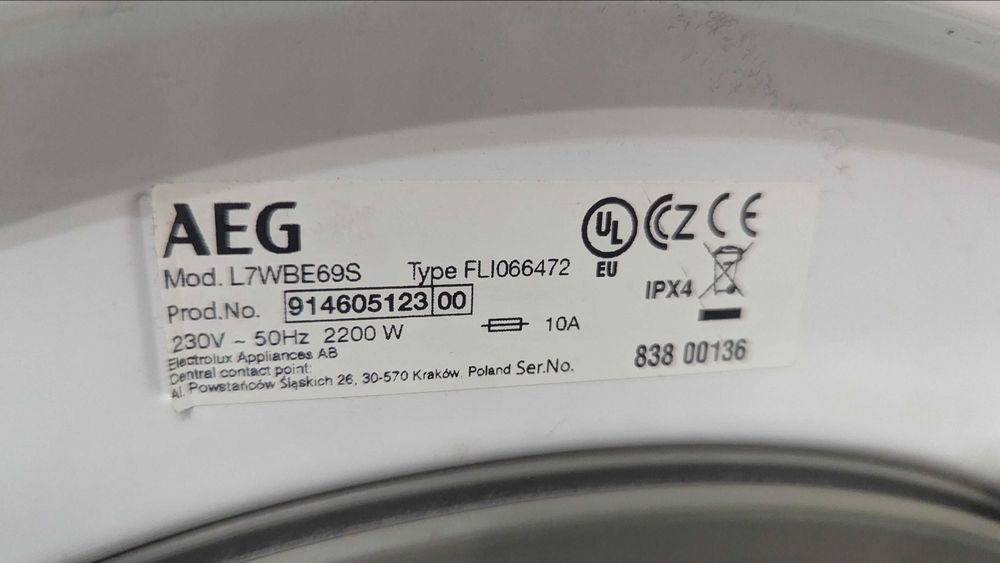 AEG
UL
EU
CZ
CE
Mod. L7WBE69S Type FLI066472
Prod.No. 914605123 00
IPX4
230V ~ 50Hz 2200 W 10A
Electrolux Appliances AB
Central contact point:
Al. Powstańców Śląskich 26, 30-570 Kraków, Poland Ser.No. 838 00136